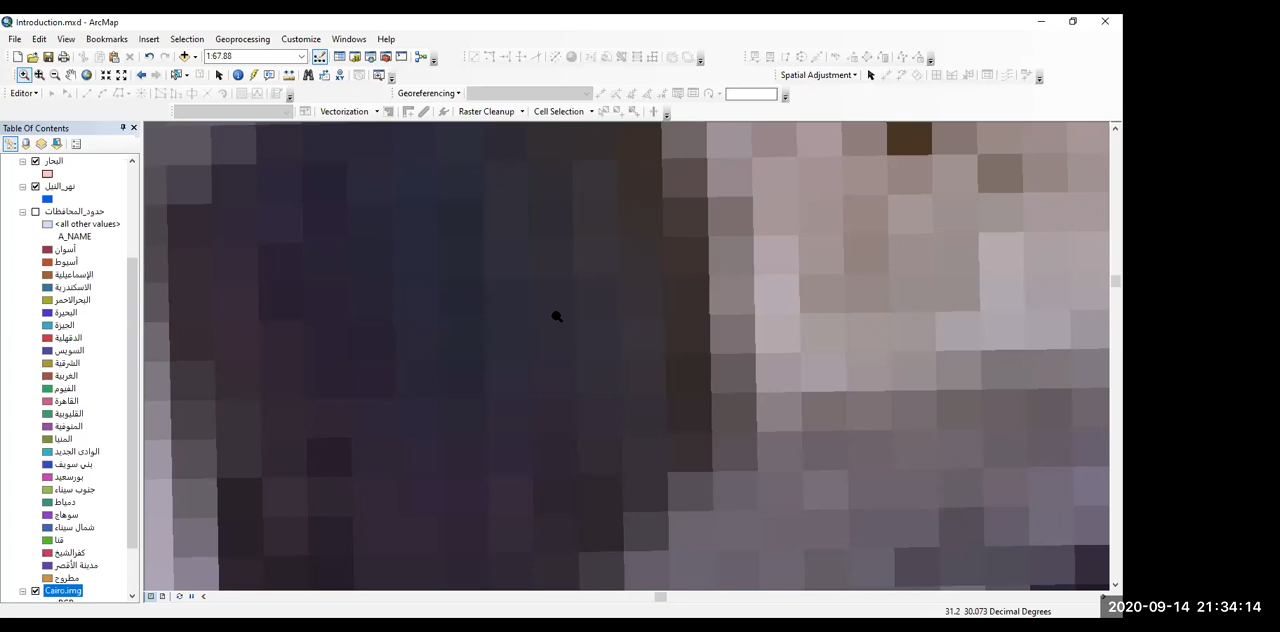 Introduction.mxd - ArcMap
File Edit View Bookmarks Insert Selection Geoprocessing Customize Windows Help
1:67.88
Spatial Adjustment
Editor Georeferencing
Vectorization Raster Cleanup Cell Selection
Table Of Contents
البحار
نهر_النيل
حدود_المحافظات
<all other values>
A_NAME
أسوان
أسيوط
الإسماعيلية
الاسكندرية
البحرالاحمر
البحيرة
الجيزة
الدقهلية
السويس
الشرقية
الغربية
الفيوم
القاهرة
القليوبية
المنوفية
المنيا
الوادى الجديد
بني سويف
بورسعيد
جنوب سيناء
دمياط
سوهاج
شمال سيناء
قنا
كفرالشيخ
مدينة الأقصر
مطروح
Cairo.img
31.2 30.073 Decimal Degrees
2020-09-14 21:34:14